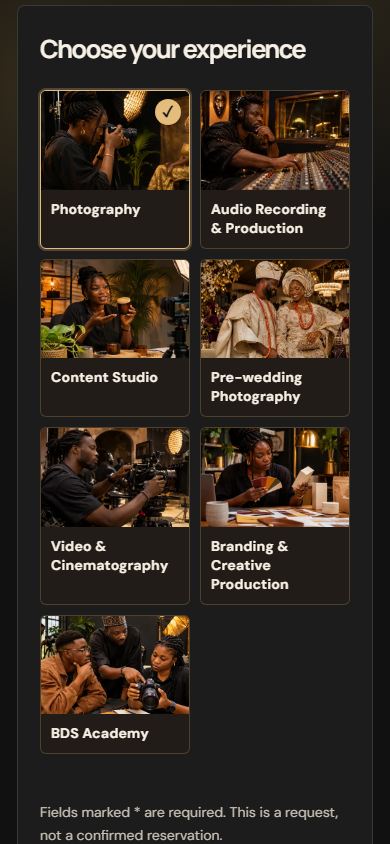 Choose your experience
Photography
Audio Recording
& Production
Content Studio
Pre-wedding
Photography
Video &
Cinematography
Branding &
Creative
Production
BDS Academy
Fields marked * are required. This is a request,
not a confirmed reservation.